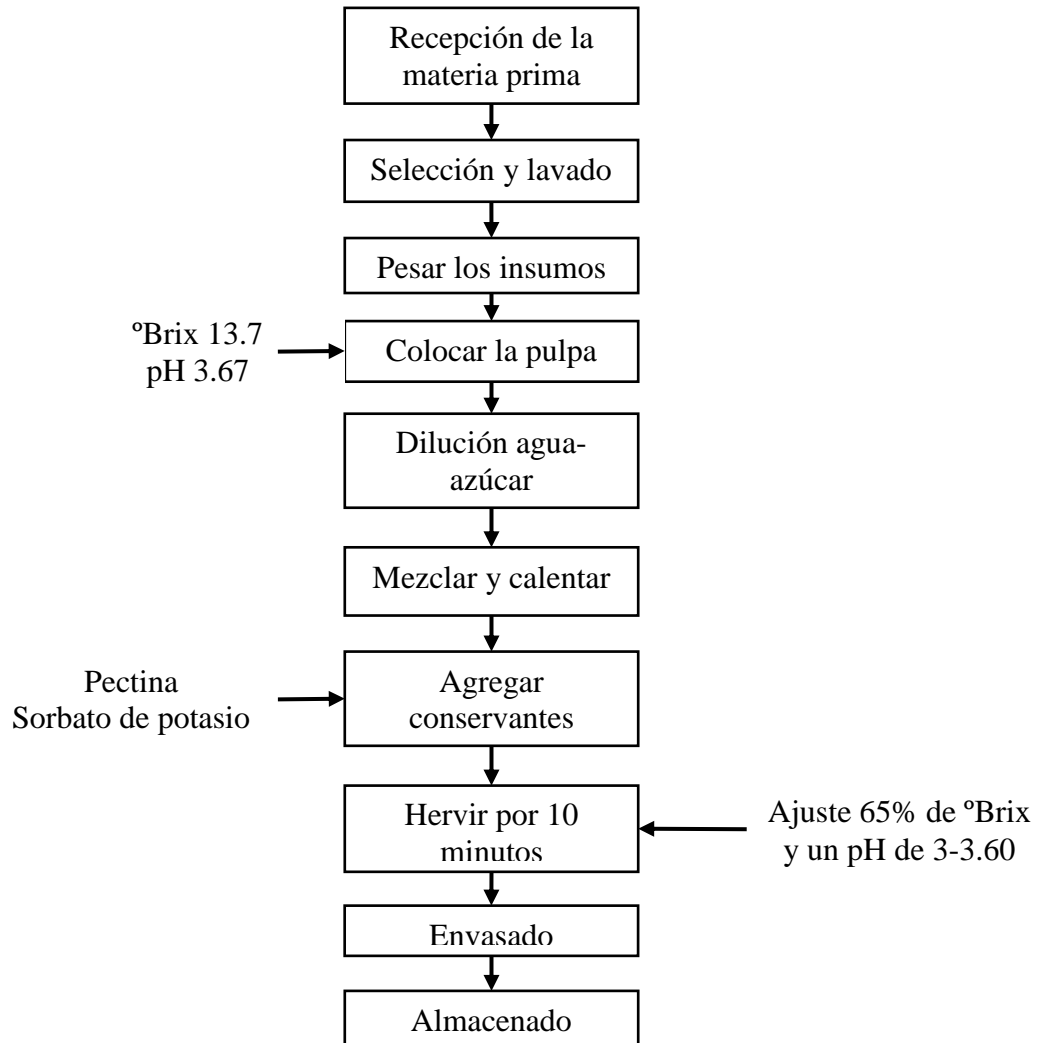 Recepción de la
materia prima
Selección y lavado
Pesar los insumos
ºBrix 13.7
pH 3.67
Colocar la pulpa
Dilución agua-
azúcar
Mezclar y calentar
Pectina
Sorbato de potasio
Agregar
conservantes
Hervir por 10
minutos
Ajuste 65% de ºBrix
y un pH de 3-3.60
Envasado
Almacenado